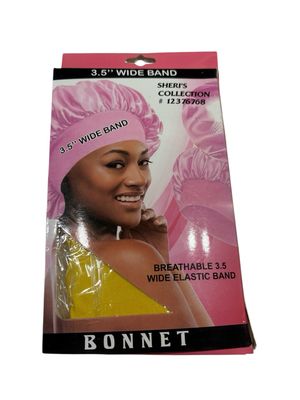 3.5'' WIDE BAND
SHERI'S
COLLECTION
# 12376768
3.5'' WIDE BAND
BREATHABLE 3.5
WIDE ELASTIC BAND
BONNET